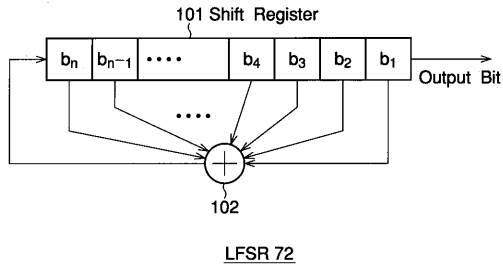 101 Shift Register
bn bn-1 •••• b4 b3 b2 b1
Output Bit
••••
102
LFSR 72